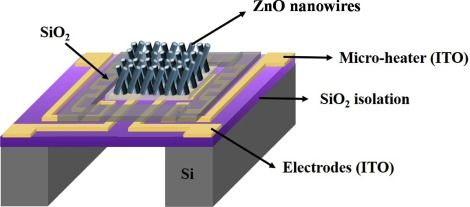 ZnO nanowires
SiO₂
Micro-heater (ITO)
SiO₂ isolation
Electrodes (ITO)
Si